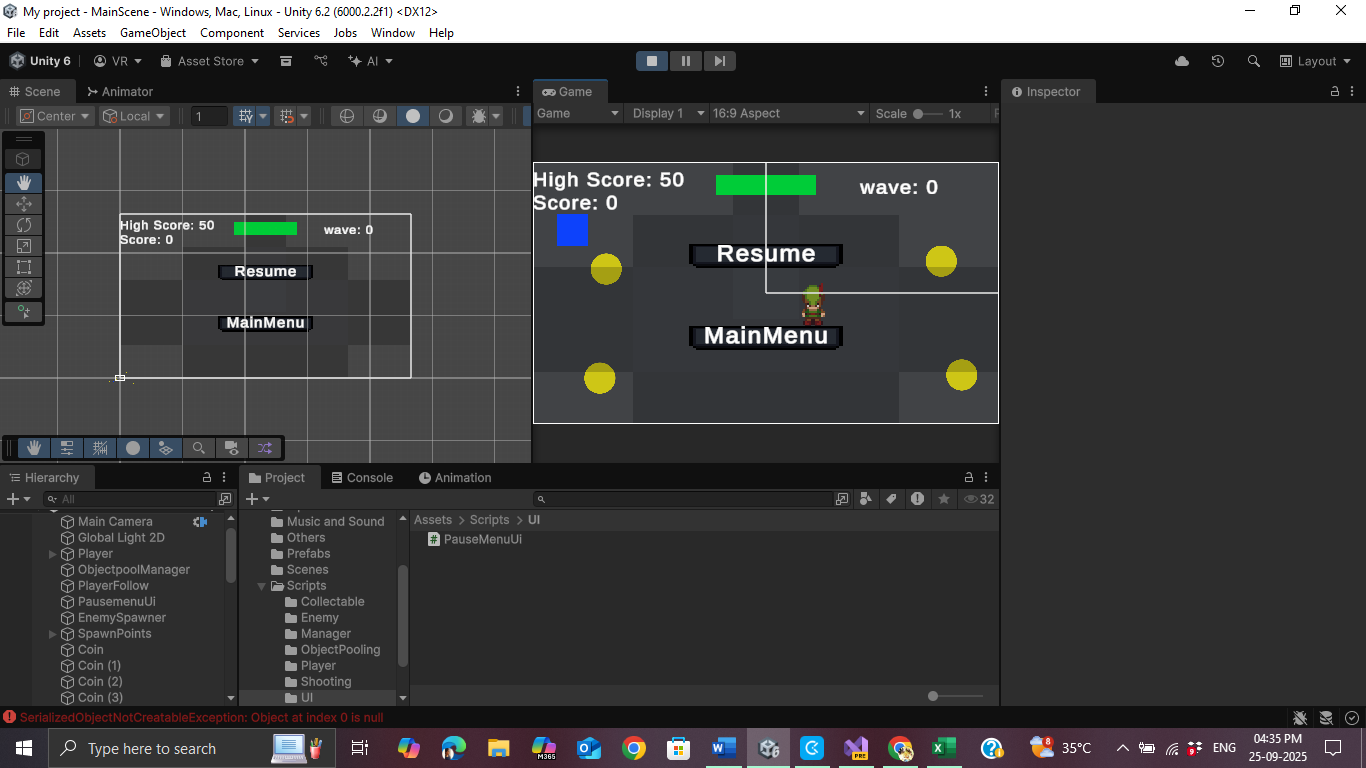 My project - MainScene - Windows, Mac, Linux - Unity 6.2 (6000.2.2f1) <DX12>
File Edit Assets GameObject Component Services Jobs Window Help
Unity 6 VR Asset Store AI Layout
Scene Animator
Center Local 1
High Score: 50
Score: 0
wave: 0
Resume
MainMenu
Game
Game Display 1 16:9 Aspect Scale 1x
High Score: 50
Score: 0
wave: 0
Resume
MainMenu
Inspector
Hierarchy
All
Main Camera
Global Light 2D
Player
ObjectpoolManager
PlayerFollow
PausemenuUi
EnemySpawner
SpawnPoints
Coin
Coin (1)
Coin (2)
Coin (3)
Project Console Animation
32
Music and Sound
Others
Prefabs
Scenes
Scripts
Collectable
Enemy
Manager
ObjectPooling
Player
Shooting
UI
Assets > Scripts > UI
PauseMenuUi
SerializedObjectNotCreatableException: Object at index 0 is null
Type here to search
M365
PRE
8
35°C
9
ENG
04:35 PM
25-09-2025